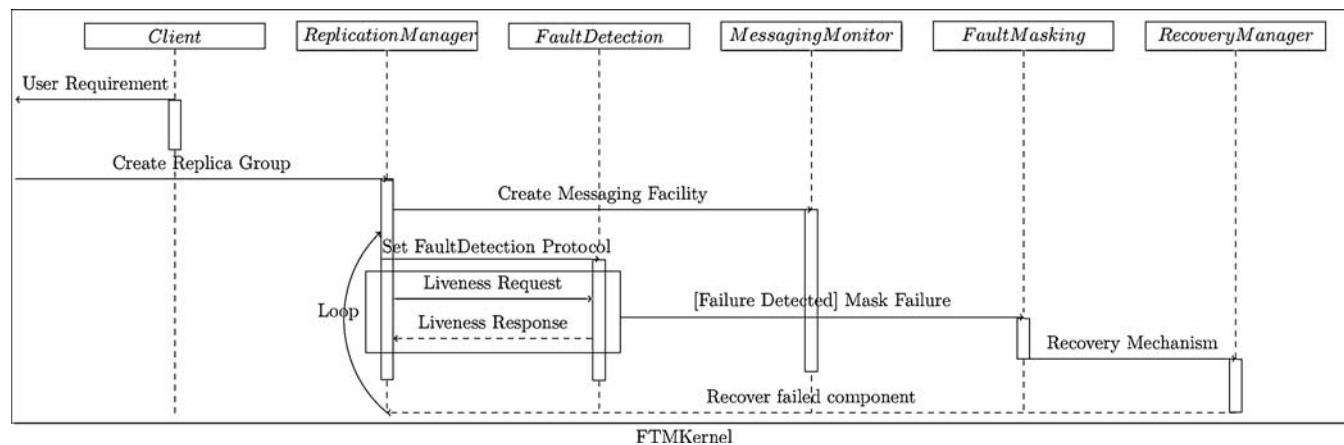 Client
ReplicationManager
FaultDetection
MessagingMonitor
FaultMasking
RecoveryManager
User Requirement
Create Replica Group
Create Messaging Facility
Set FaultDetection Protocol
Liveness Request
[Failure Detected] Mask Failure
Loop
Liveness Response
Recovery Mechanism
Recover failed component
FTMKernel